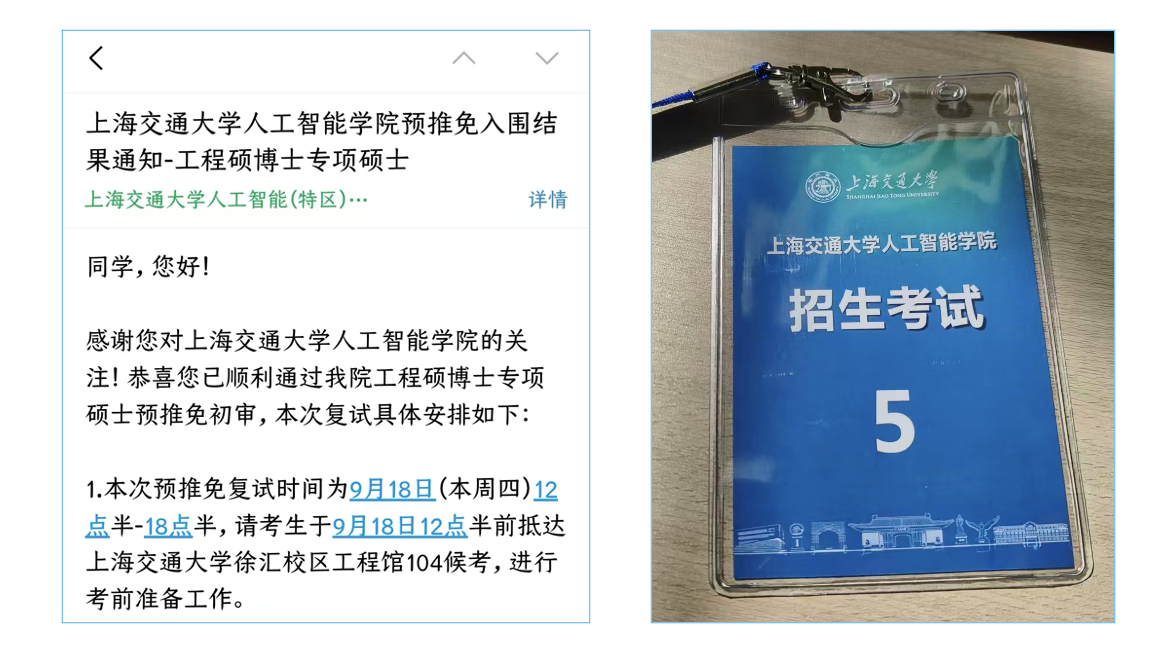 上海交通大学人工智能学院预推免入围结
果通知-工程硕博士专项硕士
上海交通大学人工智能(特区)…
详情
同学，您好！
感谢您对上海交通大学人工智能学院的关
注！恭喜您已顺利通过我院工程硕博士专项
硕士预推免初审，本次复试具体安排如下：
1.本次预推免复试时间为9月18日(本周四)12
点半-18点半，请考生于9月18日12点半前抵达
上海交通大学徐汇校区工程馆104候考，进行
考前准备工作。
上海交通大学
SHANGHAI JIAO TONG UNIVERSITY
上海交通大学人工智能学院
招生考试
5